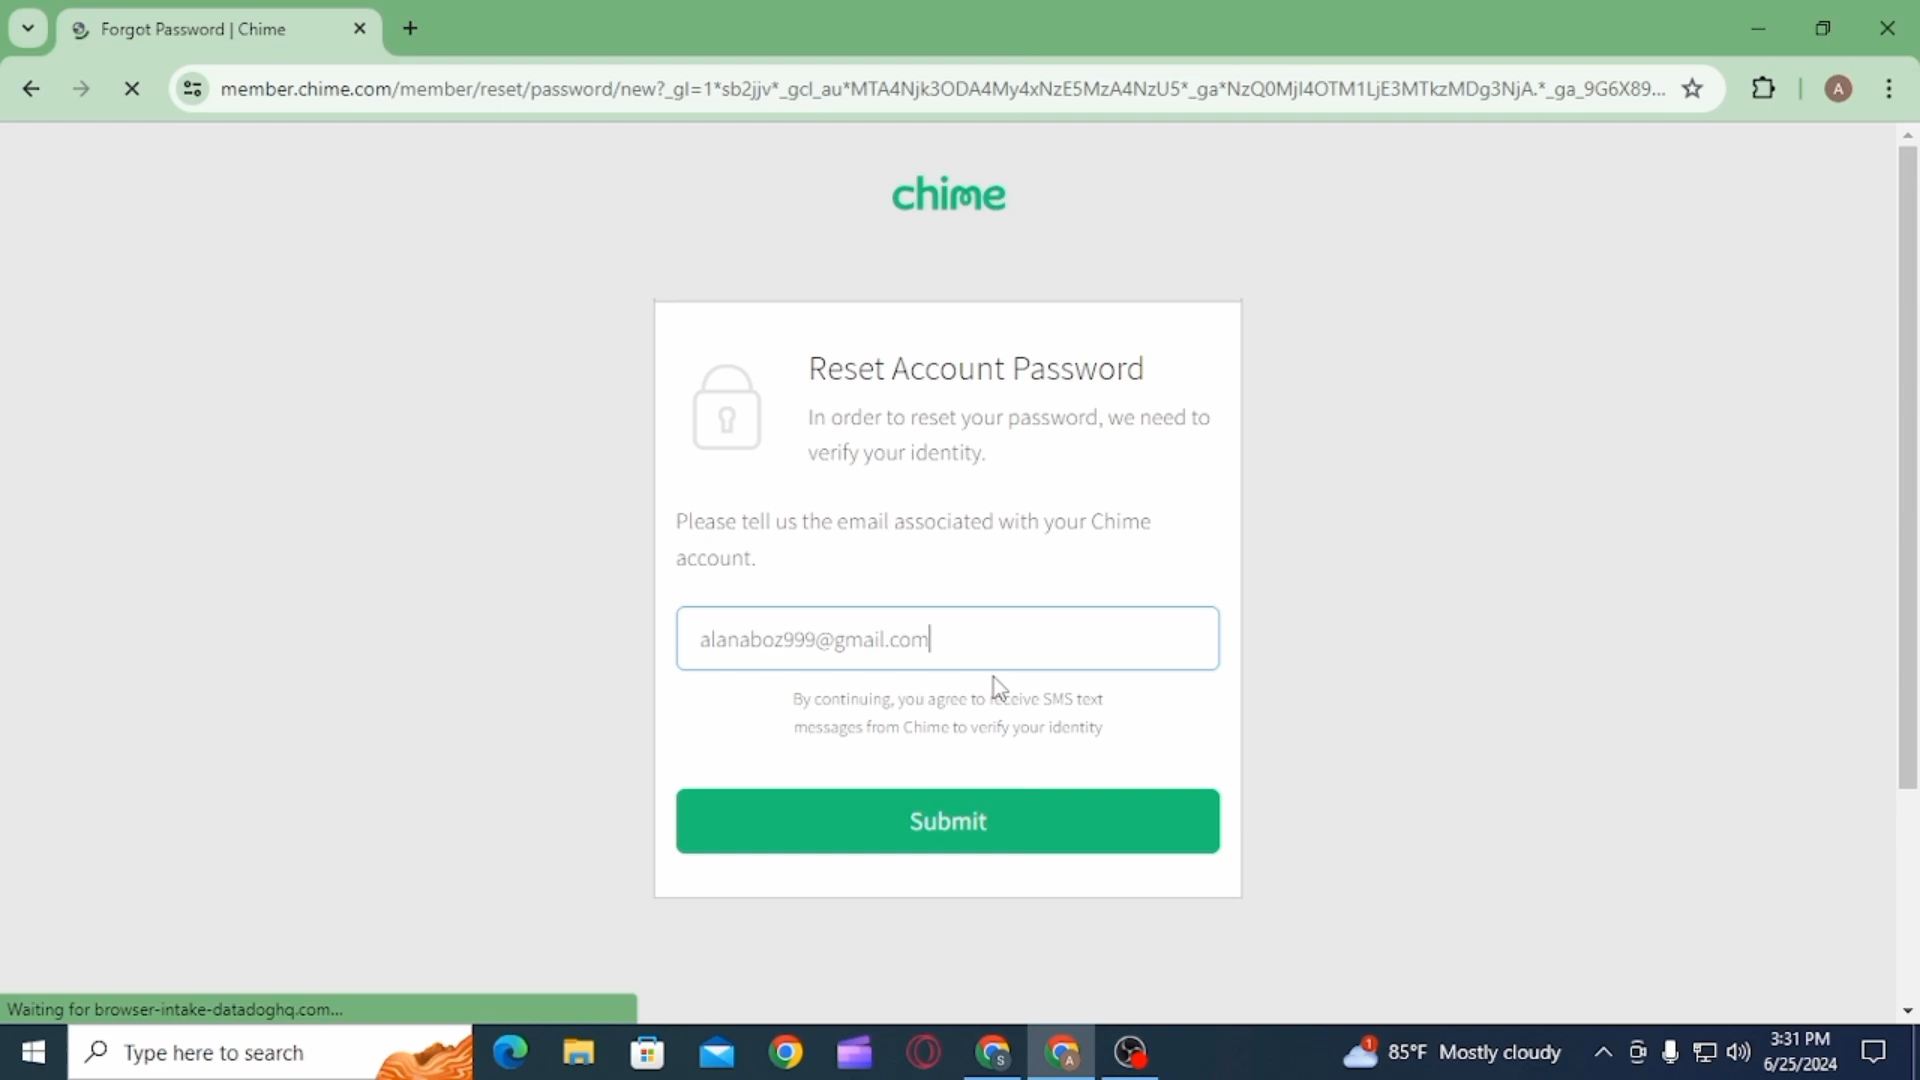 Forgot Password | Chime
member.chime.com/member/reset/password/new?_gl=1*sb2jjv*_gcl_au*MTA4Njk3ODA4My4xNzE5MzA4NzU5*_ga*NzQ0MjI4OTM1LjE3MTkzMDg3NjA.*_ga_9G6X89...
A
chime
Reset Account Password
In order to reset your password, we need to
verify your identity.
Please tell us the email associated with your Chime
account.
alanaboz999@gmail.com
By continuing, you agree to receive SMS text
messages from Chime to verify your identity
Submit
Waiting for browser-intake-datadoghq.com...
Type here to search
S
A
1
85°F Mostly cloudy
3:31 PM
6/25/2024